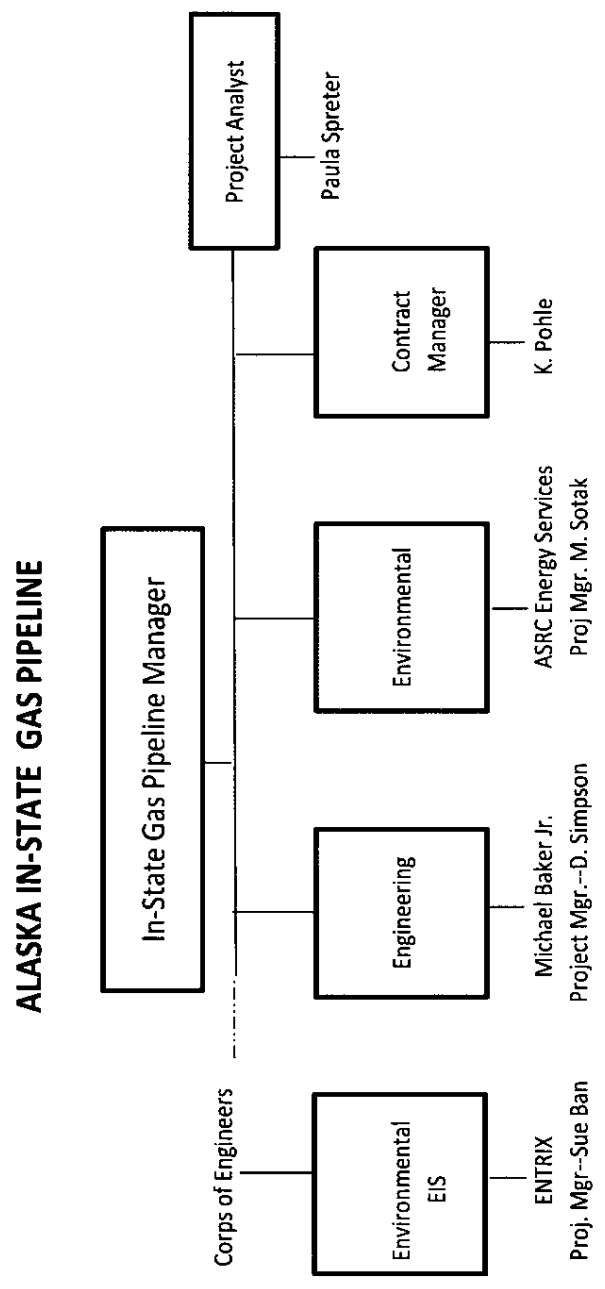 ALASKA IN-STATE GAS PIPELINE
In-State Gas Pipeline Manager
Project Analyst
Paula Spreter
Corps of Engineers
Environmental
EIS
ENTRIX
Proj. Mgr--Sue Ban
Engineering
Michael Baker Jr.
Project Mgr.--D. Simpson
Environmental
ASRC Energy Services
Proj Mgr. M. Sotak
Contract
Manager
K. Pohle